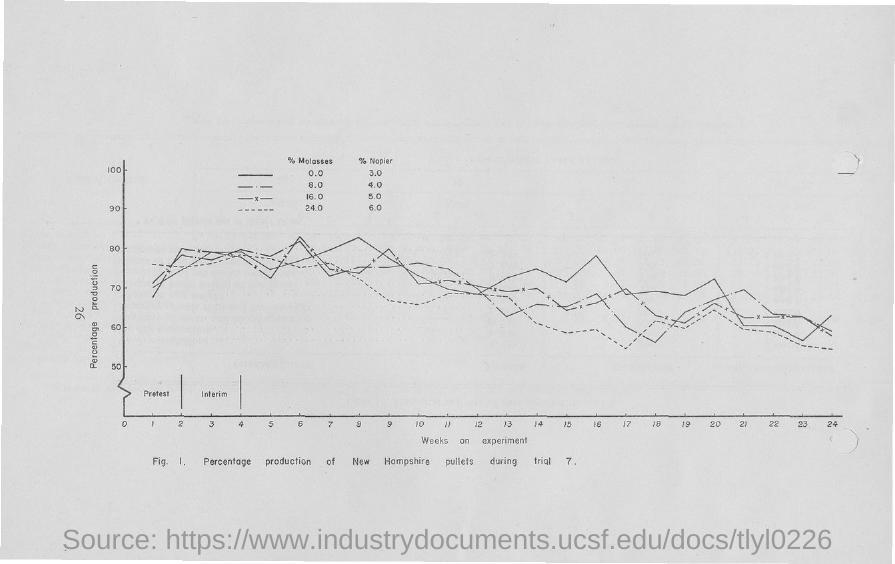 % Molasses % Napier
0.0 3.0
8.0 4.0
16.0 5.0
24.0 6.0
100
90
80
70
60
50
Percentage production
26
Pretest Interim
0 1 2 3 4 5 6 7 8 9 10 11 12 13 14 15 16 17 18 19 20 21 22 23 24
Weeks on experiment
Fig. 1. Percentage production of New Hampshire pullets during trial 7.
Source: https://www.industrydocuments.ucsf.edu/docs/tlyl0226